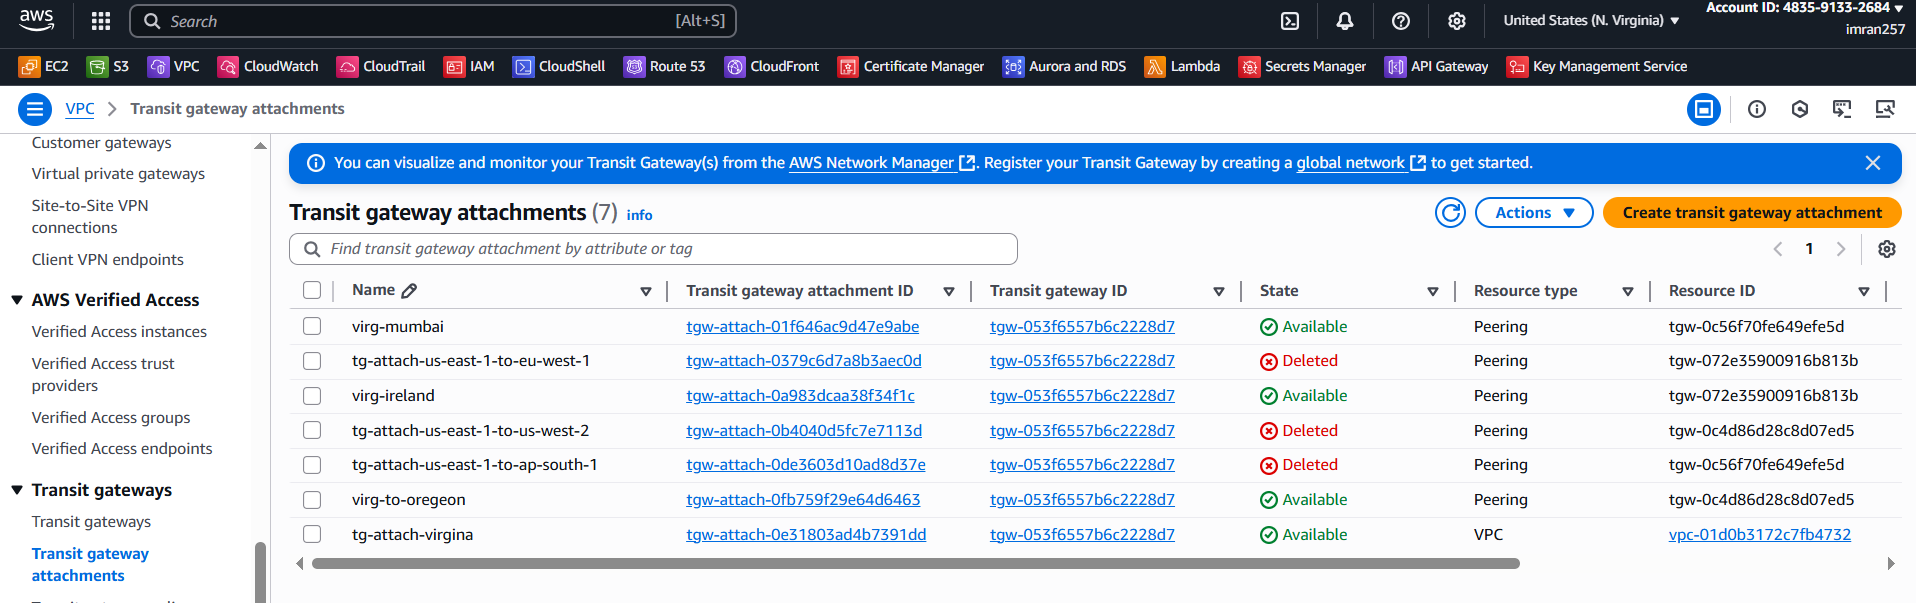 aws
Search [Alt+S]
United States (N. Virginia)
Account ID: 4835-9133-2684
imran257
EC2 S3 VPC CloudWatch CloudTrail IAM CloudShell Route 53 CloudFront Certificate Manager Aurora and RDS Lambda Secrets Manager API Gateway Key Management Service
VPC Transit gateway attachments
Customer gateways
Virtual private gateways
Site-to-Site VPN
connections
Client VPN endpoints
AWS Verified Access
Verified Access instances
Verified Access trust
providers
Verified Access groups
Verified Access endpoints
Transit gateways
Transit gateways
Transit gateway
attachments
You can visualize and monitor your Transit Gateway(s) from the AWS Network Manager. Register your Transit Gateway by creating a global network to get started.
Transit gateway attachments (7) info
Actions
Create transit gateway attachment
Find transit gateway attachment by attribute or tag
1
Name Transit gateway attachment ID Transit gateway ID State Resource type Resource ID
virg-mumbai tgw-attach-01f646ac9d47e9abe tgw-053f6557b6c2228d7 Available Peering tgw-0c56f70fe649efe5d
tg-attach-us-east-1-to-eu-west-1 tgw-attach-0379c6d7a8b3aec0d tgw-053f6557b6c2228d7 Deleted Peering tgw-072e35900916b813b
virg-ireland tgw-attach-0a983dcaa38f34f1c tgw-053f6557b6c2228d7 Available Peering tgw-072e35900916b813b
tg-attach-us-east-1-to-us-west-2 tgw-attach-0b4040d5fc7e7113d tgw-053f6557b6c2228d7 Deleted Peering tgw-0c4d86d28c8d07ed5
tg-attach-us-east-1-to-ap-south-1 tgw-attach-0de3603d10ad8d37e tgw-053f6557b6c2228d7 Deleted Peering tgw-0c56f70fe649efe5d
virg-to-oregeon tgw-attach-0fb759f29e64d6463 tgw-053f6557b6c2228d7 Available Peering tgw-0c4d86d28c8d07ed5
tg-attach-virgina tgw-attach-0e31803ad4b7391dd tgw-053f6557b6c2228d7 Available VPC vpc-01d0b3172c7fb4732